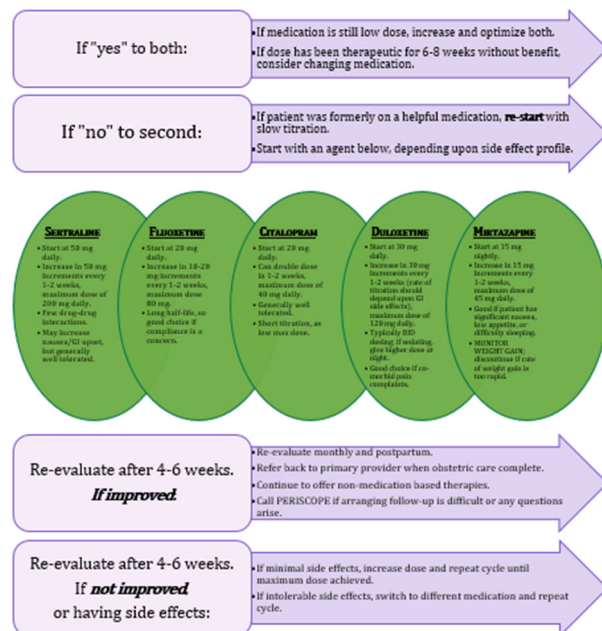 If "yes" to both:
•If medication is still low dose, increase and optimize both.
•If dose has been therapeutic for 6-8 weeks without benefit,
consider changing medication.
If "no" to second:
•If patient was formerly on a helpful medication, re-start with
slow titration.
•Start with an agent below, depending upon side effect profile.
SERTRALINE
• Start at 50 mg
daily.
• Increase in 50 mg
increments every
1-2 weeks,
maximum dose of
200 mg daily.
• Few drug-drug
interactions.
• May increase
nausea/GI upset,
but generally
well tolerated.
FLUOXETINE
• Start at 20 mg
daily.
• Increase in 10-20
mg increments
every 1-2 weeks,
maximum dose
80 mg.
• Long half-life, so
good choice if
compliance is a
concern.
CITALOPRAM
• Start at 20 mg
daily.
• Can double dose
in 1-2 weeks,
maximum dose of
40 mg daily.
• Generally well
tolerated.
• Short titration, as
low max dose.
DULOXETINE
• Start at 30 mg
daily.
• Increase in 30 mg
increments every
1-2 weeks (rate of
titration should
depend upon GI
side effects),
maximum dose of
120 mg daily.
• Typically BID
dosing; if sedating,
give higher dose at
night.
• Good choice if co-
morbid pain
complaints.
MIRTAZAPINE
• Start at 15 mg
nightly.
• Increase in 15 mg
increments every
1-2 weeks,
maximum dose of
45 mg daily.
• Good if patient has
significant nausea,
low appetite, or
difficulty sleeping.
• MONITOR
WEIGHT GAIN;
discontinue if rate
of weight gain is
too rapid.
Re-evaluate after 4-6 weeks.
If improved:
•Re-evaluate monthly and postpartum.
•Refer back to primary provider when obstetric care complete.
•Continue to offer non-medication based therapies.
•Call PERISCOPE if arranging follow-up is difficult or any questions
arise.
Re-evaluate after 4-6 weeks.
If not improved
or having side effects:
•If minimal side effects, increase dose and repeat cycle until
maximum dose achieved.
•If intolerable side effects, switch to different medication and repeat
cycle.